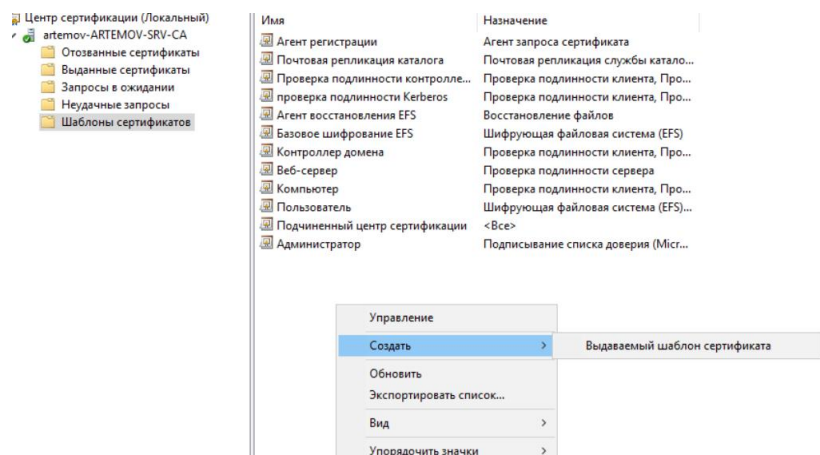 Центр сертификации (Локальный)
artemov-ARTEMOV-SRV-CA
Отозванные сертификаты
Выданные сертификаты
Запросы в ожидании
Неудачные запросы
Шаблоны сертификатов
Имя Назначение
Агент регистрации Агент запроса сертификата
Почтовая репликация каталога Почтовая репликация службы катало...
Проверка подлинности контролле... Проверка подлинности клиента, Про...
проверка подлинности Kerberos Проверка подлинности клиента, Про...
Агент восстановления EFS Восстановление файлов
Базовое шифрование EFS Шифрующая файловая система (EFS)
Контроллер домена Проверка подлинности клиента, Про...
Веб-сервер Проверка подлинности сервера
Компьютер Проверка подлинности клиента, Про...
Пользователь Шифрующая файловая система (EFS)...
Подчиненный центр сертификации <Все>
Администратор Подписывание списка доверия (Micr...
Управление
Создать > Выдаваемый шаблон сертификата
Обновить
Экспортировать список...
Вид >
Упорядочить значки >